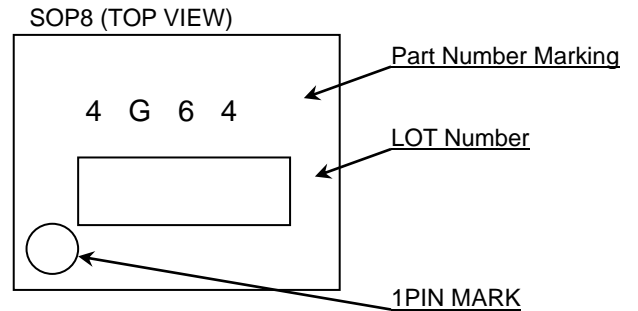 SOP8 (TOP VIEW)
Part Number Marking
4 G 6 4
LOT Number
1PIN MARK